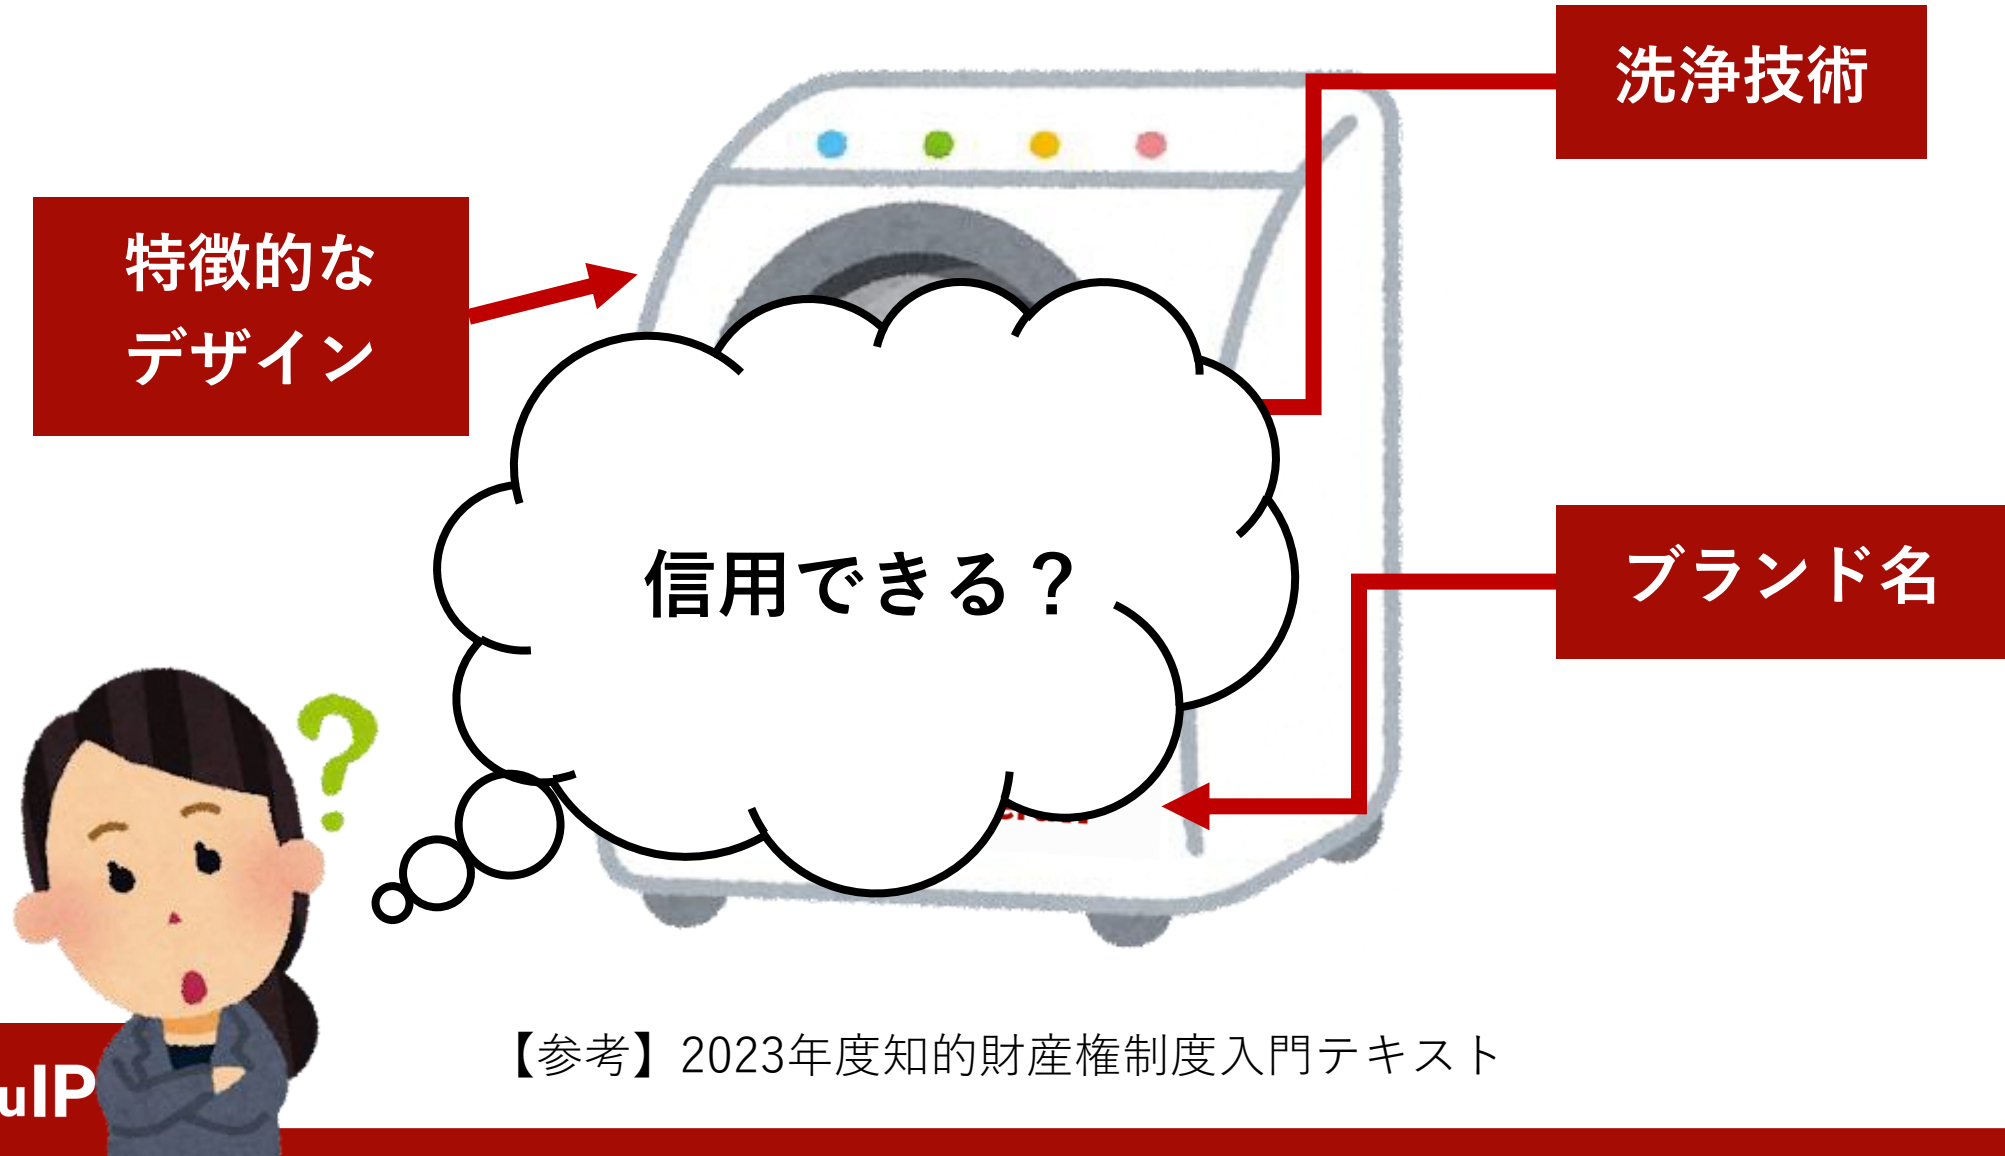 洗浄技術
特徴的な
デザイン
信用できる？
ブランド名
【参考】2023年度知的財産権制度入門テキスト
uIP